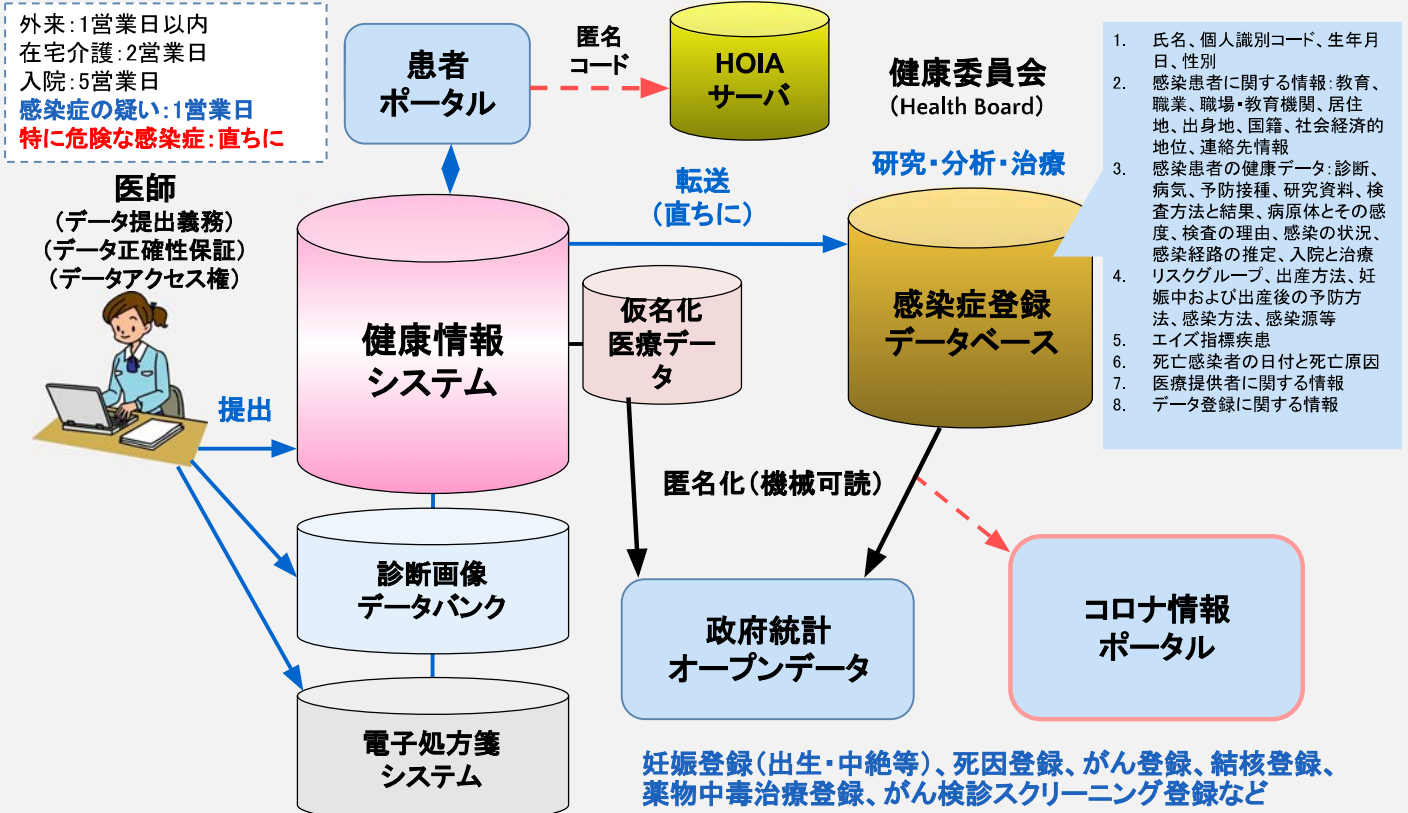 外来:1営業日以内
在宅介護:2営業日
入院:5営業日
感染症の疑い:1営業日
特に危険な感染症:直ちに
医師
(データ提出義務)
(データ正確性保証)
(データアクセス権)
提出
患者
ポータル
匿名
コード
HOIA
サーバ
健康委員会
(Health Board)
研究・分析・治療
転送
(直ちに)
健康情報
システム
仮名化
医療デー
タ
感染症登録
データベース
1. 氏名、個人識別コード、生年月
日、性別
2. 感染患者に関する情報:教育、
職業、職場・教育機関、居住
地、出身地、国籍、社会経済的
地位、連絡先情報
3. 感染患者の健康データ:診断、
病気、予防接種、研究資料、検
査方法と結果、病原体とその感
度、検査の理由、感染の状況、
感染経路の推定、入院と治療
4. リスクグループ、出産方法、妊
娠中および出産後の予防方
法、感染方法、感染源等
5. エイズ指標疾患
6. 死亡感染者の日付と死亡原因
7. 医療提供者に関する情報
8. データ登録に関する情報
匿名化(機械可読)
診断画像
データバンク
電子処方箋
システム
政府統計
オープンデータ
コロナ情報
ポータル
妊娠登録(出生・中絶等)、死因登録、がん登録、結核登録、
薬物中毒治療登録、がん検診スクリーニング登録など